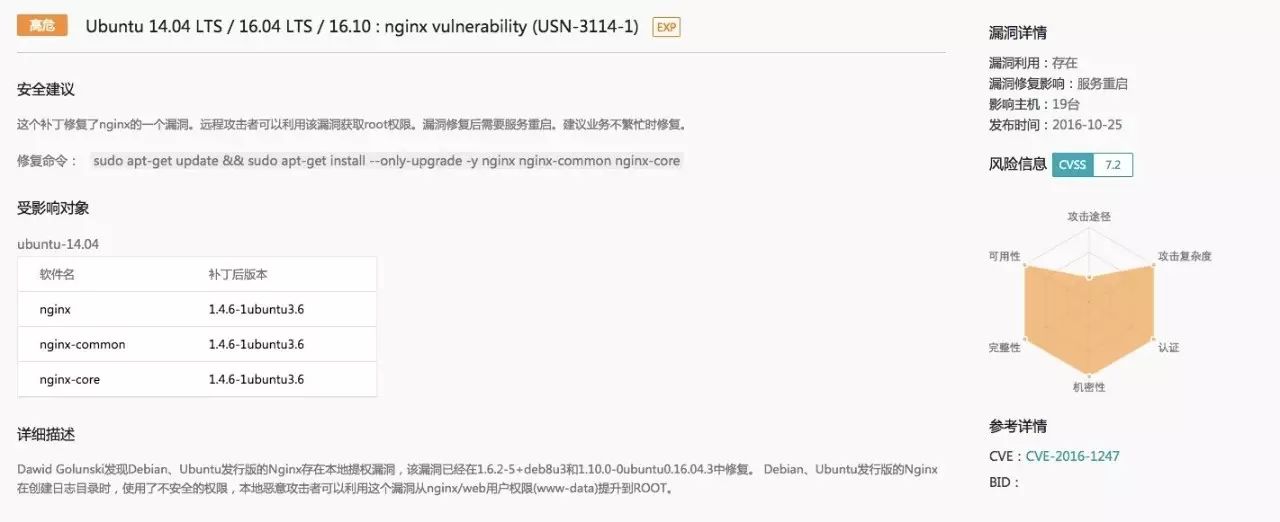 高危 Ubuntu 14.04 LTS / 16.04 LTS / 16.10 : nginx vulnerability (USN-3114-1) EXP
安全建议
这个补丁修复了nginx的一个漏洞。远程攻击者可以利用该漏洞获取root权限。漏洞修复后需要服务重启。建议业务不繁忙时修复。
修复命令： sudo apt-get update && sudo apt-get install --only-upgrade -y nginx nginx-common nginx-core
受影响对象
ubuntu-14.04
软件名 补丁后版本
nginx 1.4.6-1ubuntu3.6
nginx-common 1.4.6-1ubuntu3.6
nginx-core 1.4.6-1ubuntu3.6
详细描述
Dawid Golunski发现Debian、Ubuntu发行版的Nginx存在本地提权漏洞，该漏洞已经在1.6.2-5+deb8u3和1.10.0-0ubuntu0.16.04.3中修复。 Debian、Ubuntu发行版的Nginx
在创建日志目录时，使用了不安全的权限，本地恶意攻击者可以利用这个漏洞从nginx/web用户权限(www-data)提升到ROOT。
漏洞详情
漏洞利用：存在
漏洞修复影响：服务重启
影响主机：19台
发布时间：2016-10-25
风险信息 CVSS 7.2
攻击途径
可用性 攻击复杂度
完整性 认证
机密性
参考详情
CVE：CVE-2016-1247
BID：